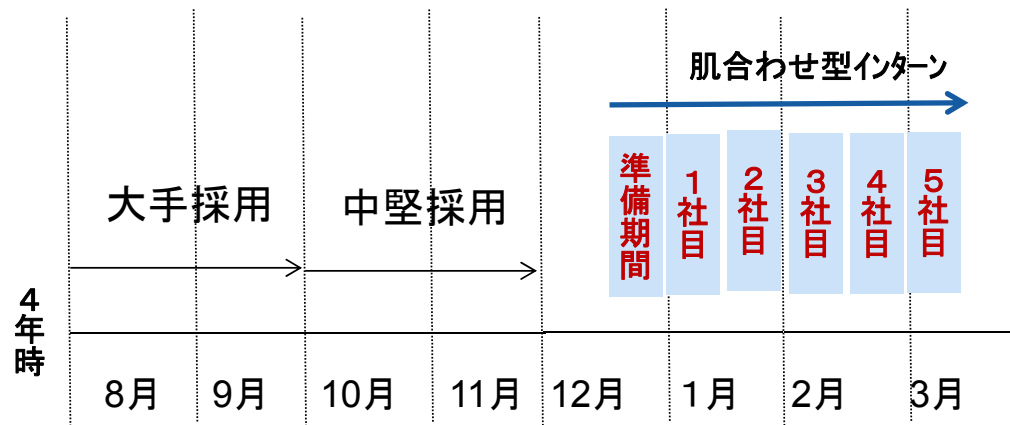 肌合わせ型インターン
準備期間
1社目
2社目
3社目
4社目
5社目
大手採用
中堅採用
4年時
8月
9月
10月
11月
12月
1月
2月
3月